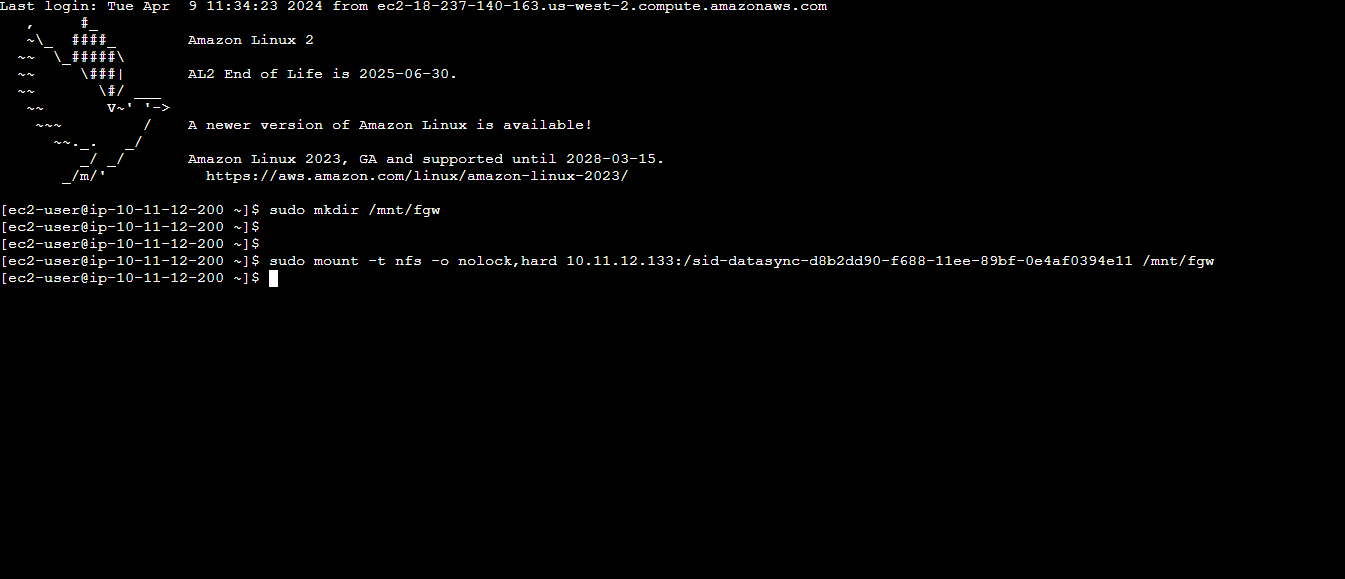 Last login: Tue Apr  9 11:34:23 2024 from ec2-18-237-140-163.us-west-2.compute.amazonaws.com
   ,     #_
   ~\_  ####_        Amazon Linux 2
  ~~  \_#####\
  ~~     \###|       AL2 End of Life is 2025-06-30.
  ~~       \#/ ___
   ~~       V~' '->
    ~~~         /    A newer version of Amazon Linux is available!
      ~~._.   _/
         _/ _/       Amazon Linux 2023, GA and supported until 2028-03-15.
       _/m/'           https://aws.amazon.com/linux/amazon-linux-2023/
[ec2-user@ip-10-11-12-200 ~]$ sudo mkdir /mnt/fgw
[ec2-user@ip-10-11-12-200 ~]$
[ec2-user@ip-10-11-12-200 ~]$
[ec2-user@ip-10-11-12-200 ~]$ sudo mount -t nfs -o nolock,hard 10.11.12.133:/sid-datasync-d8b2dd90-f688-11ee-89bf-0e4af0394e11 /mnt/fgw
[ec2-user@ip-10-11-12-200 ~]$